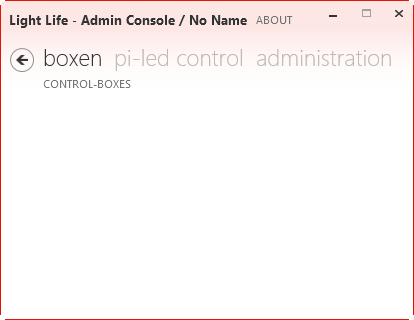 Light Life - Admin Console / No Name ABOUT
boxen pi-led control administration
CONTROL-BOXES